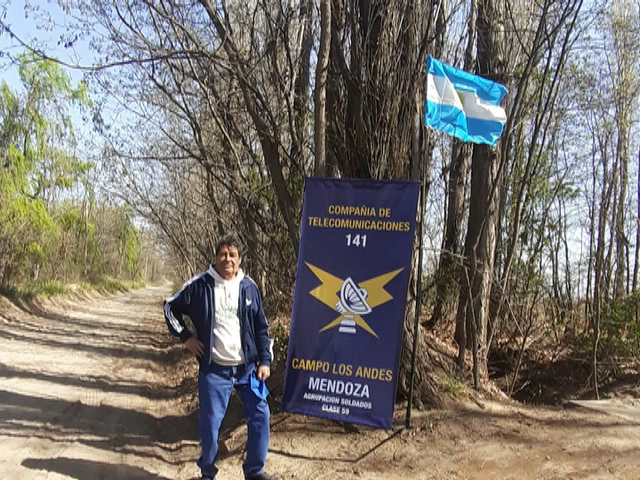 COMPAÑIA DE
TELECOMUNICACIONES
141
CAMPO LOS ANDES
MENDOZA
AGRUPACION SOLDADOS
CLASE 59